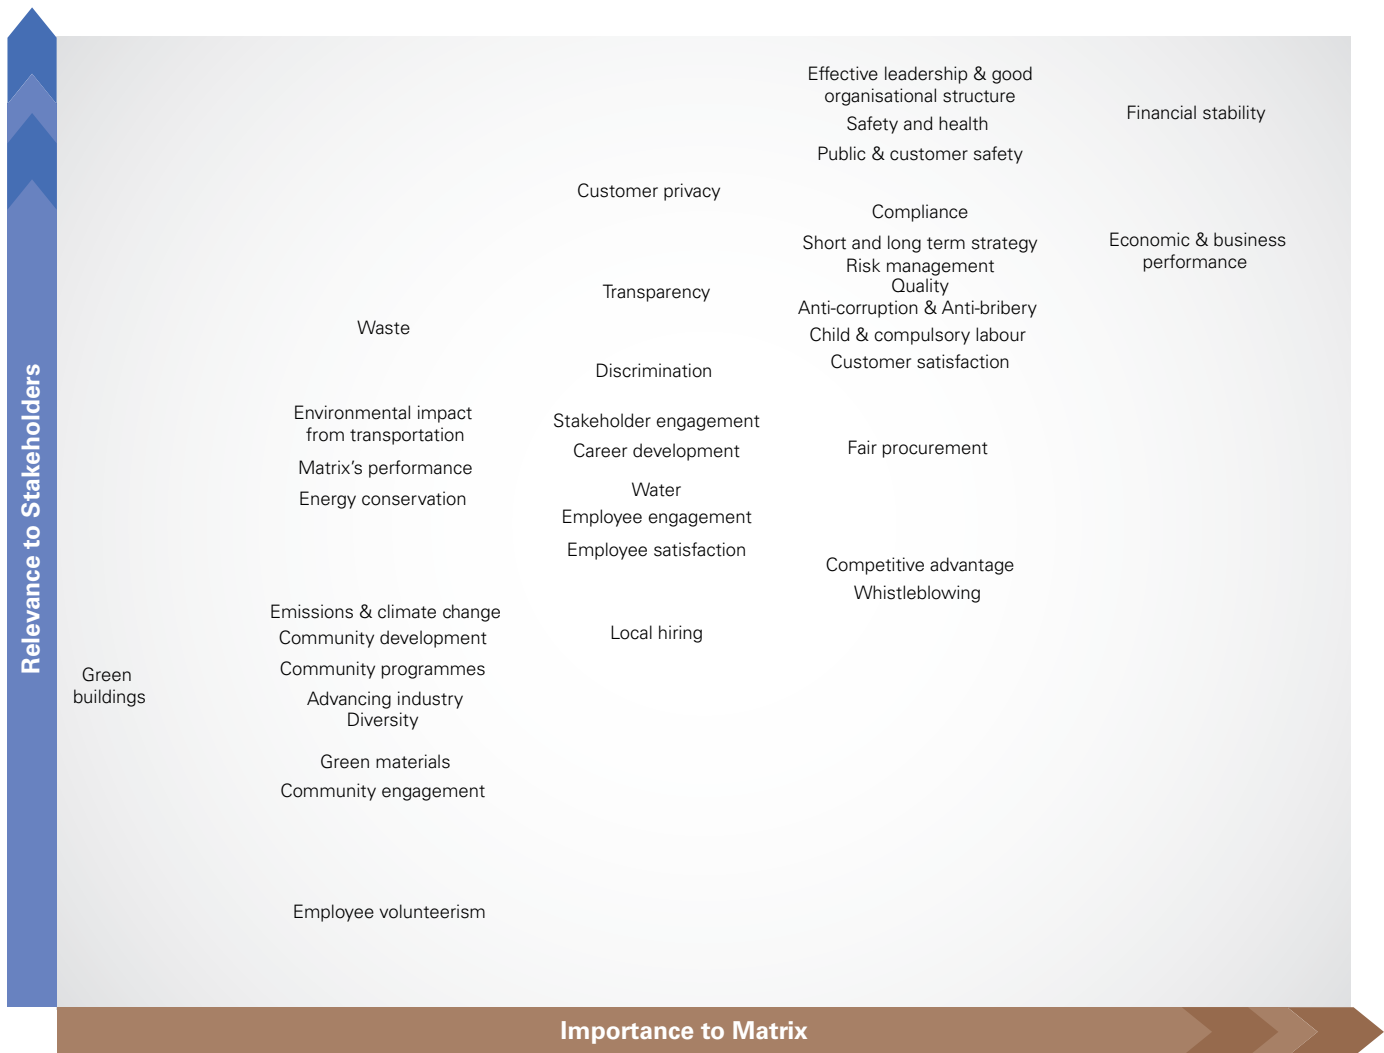 Relevance to Stakeholders
Effective leadership & good
organisational structure
Safety and health
Public & customer safety
Financial stability
Customer privacy
Compliance
Short and long term strategy
Risk management
Quality
Anti-corruption & Anti-bribery
Child & compulsory labour
Customer satisfaction
Economic & business
performance
Transparency
Waste
Discrimination
Environmental impact
from transportation
Matrix's performance
Energy conservation
Stakeholder engagement
Career development
Water
Employee engagement
Employee satisfaction
Fair procurement
Competitive advantage
Whistleblowing
Emissions & climate change
Community development
Community programmes
Advancing industry
Diversity
Green materials
Community engagement
Local hiring
Green
buildings
Employee volunteerism
Importance to Matrix